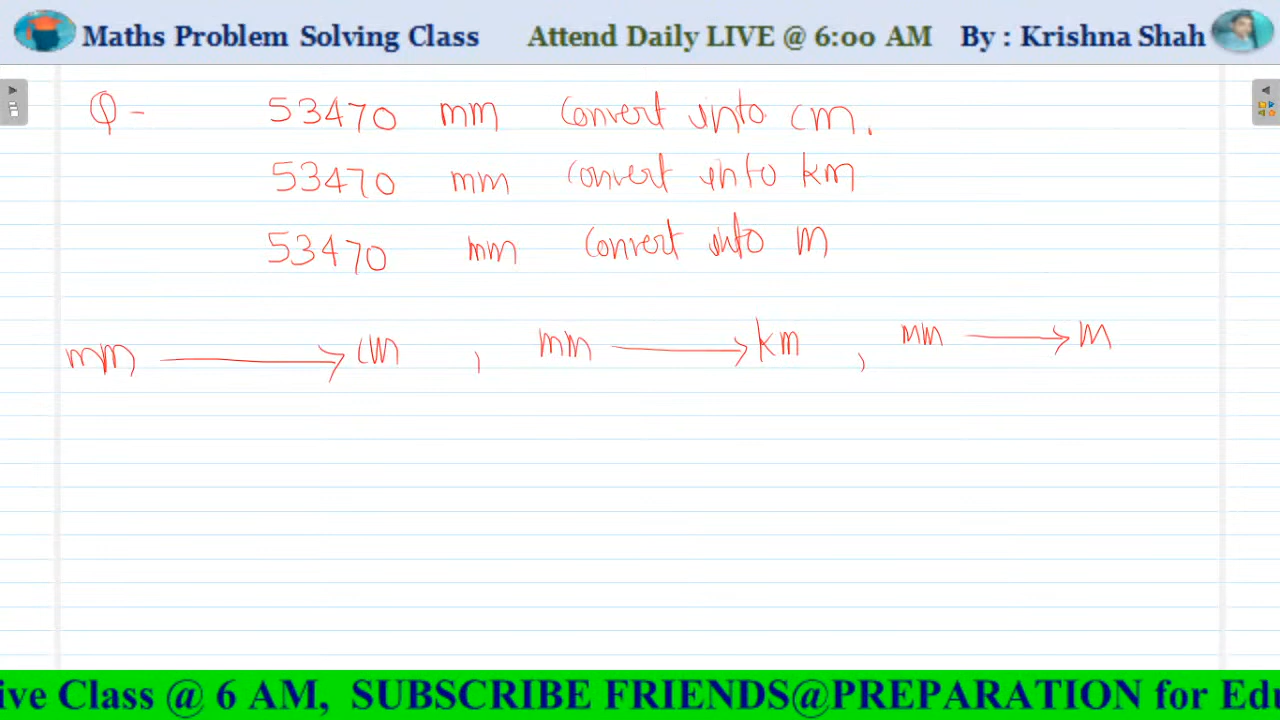 Maths Problem Solving Class Attend Daily LIVE @ 6:00 AM By : Krishna Shah
Q - 53470 mm Convert into cm.
53470 mm convert into km
53470 mm Convert into m
mm → cm , mm → km , mm → m
ive Class @ 6 AM, SUBSCRIBE FRIENDS@PREPARATION for Edu